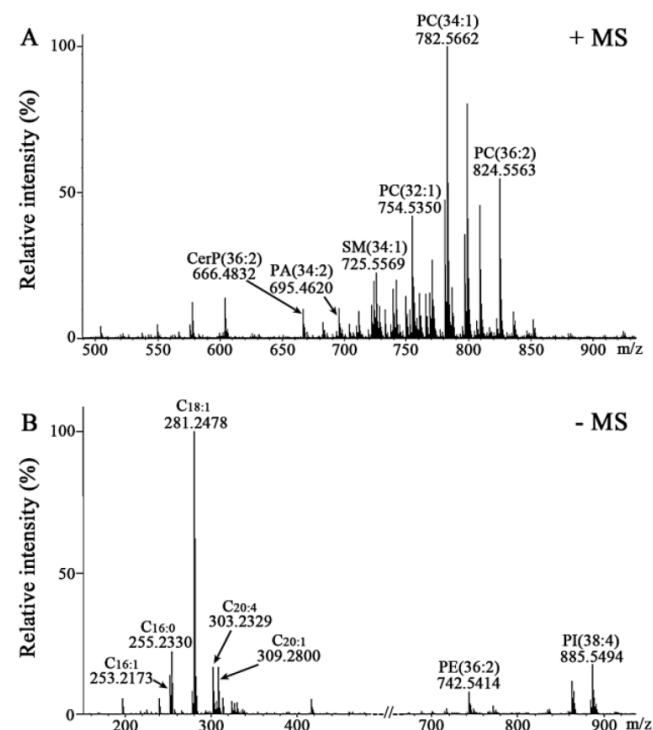 A
+ MS
Relative intensity (%)
100
50
0
PC(34:1)
782.5662
PC(36:2)
824.5563
PC(32:1)
754.5350
SM(34:1)
725.5569
CerP(36:2)
666.4832
PA(34:2)
695.4620
500
600
700
750
850
900
m/z
B
- MS
Relative intensity (%)
100
50
0
C18:1
281.2478
C20:4
303.2329
C16:0
255.2330
C20:1
309.2800
C16:1
253.2173
PE(36:2)
742.5414
PI(38:4)
885.5494
200
300
400
//
700
800
900
m/z